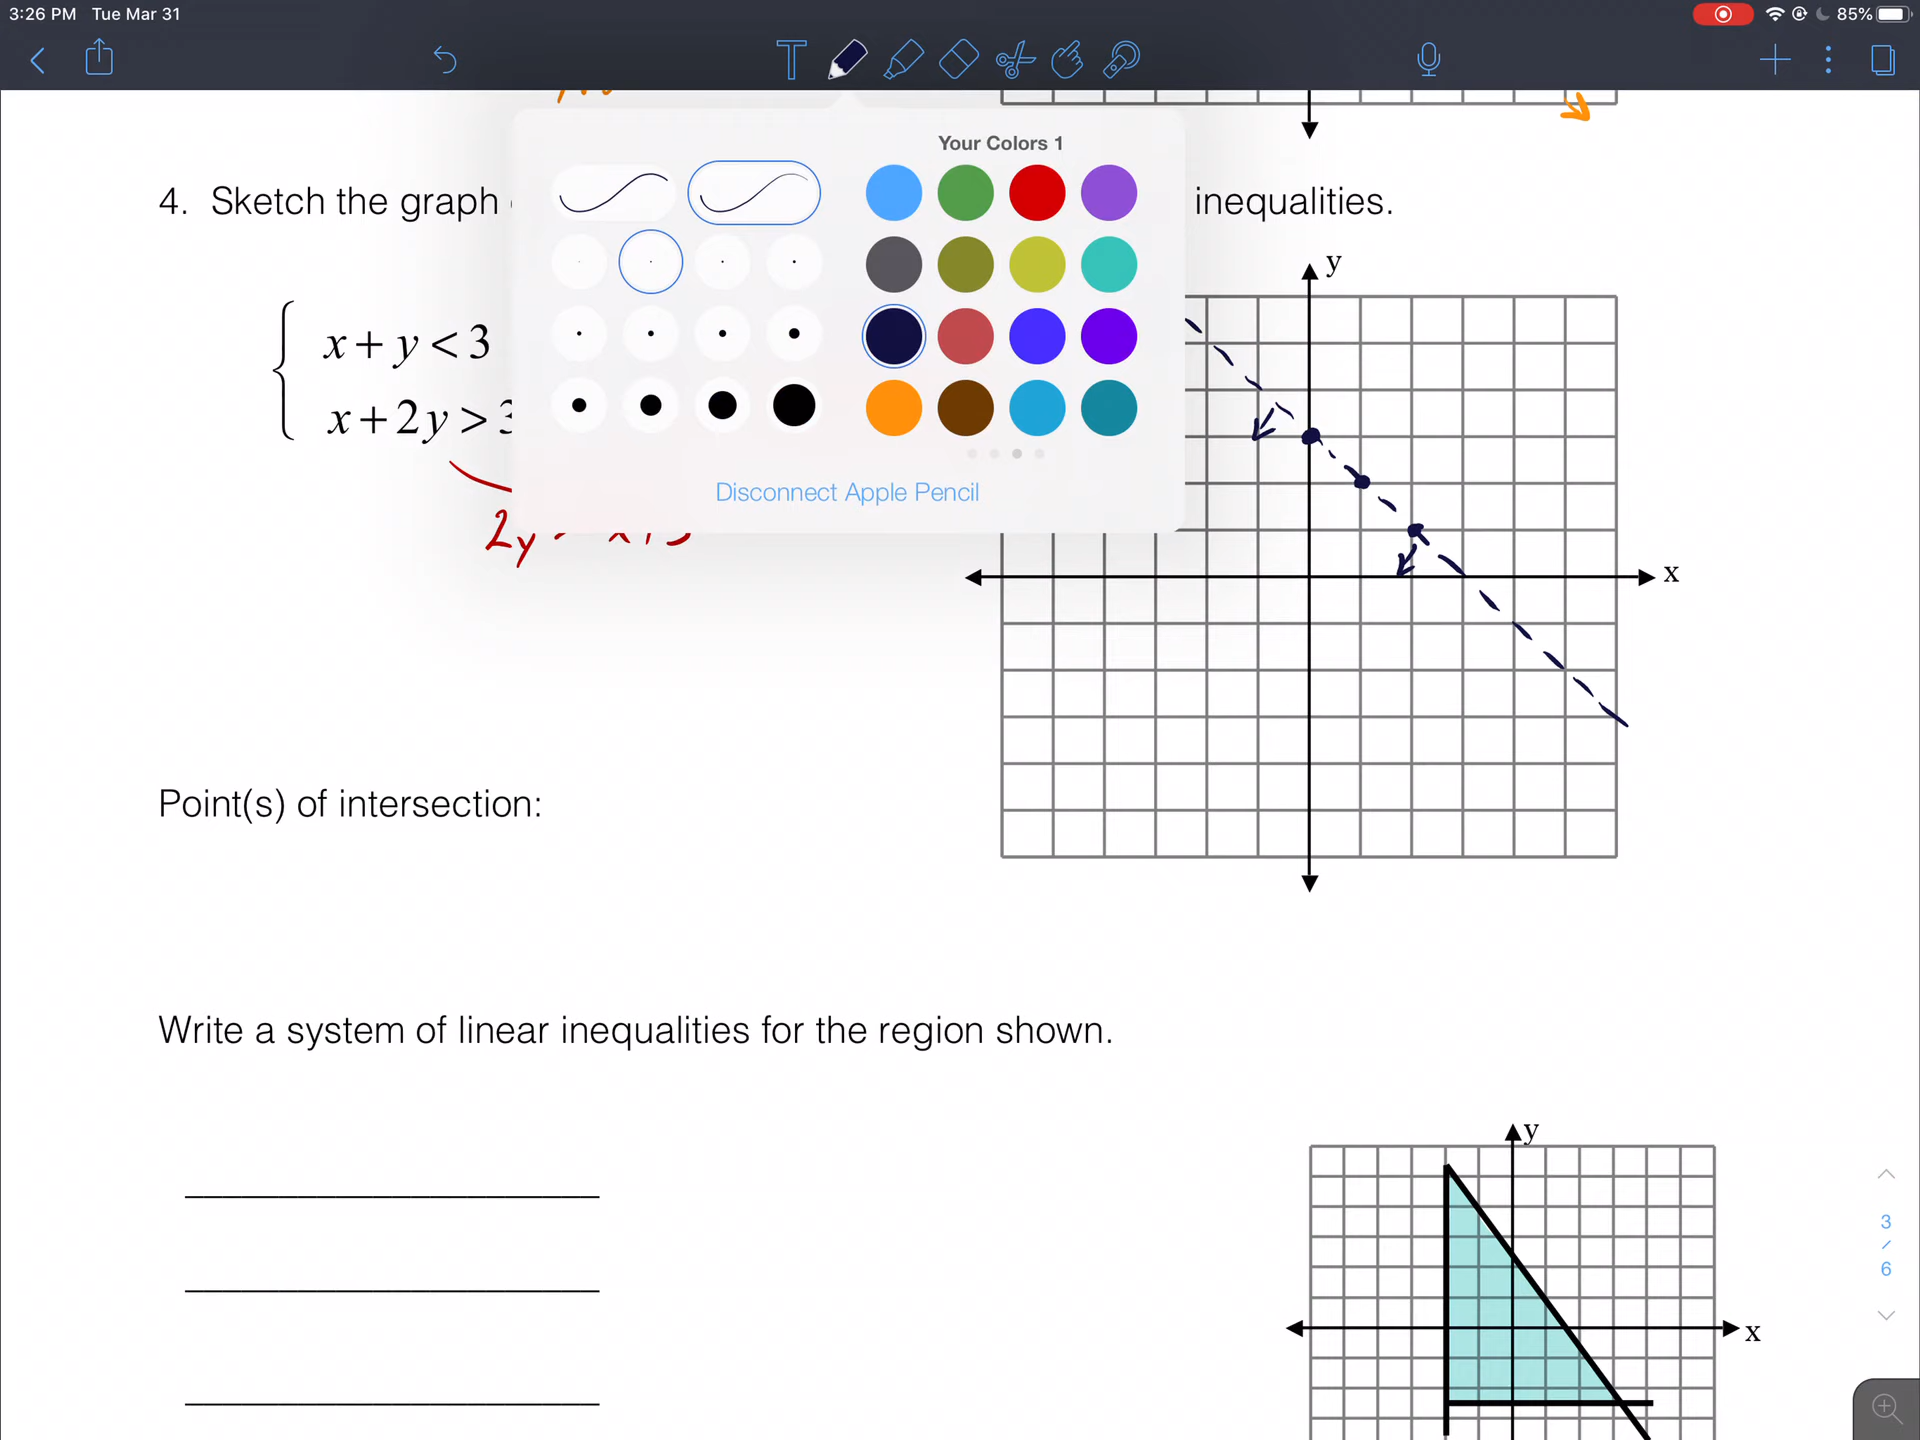 3:26 PM Tue Mar 31
85%
Your Colors 1
4. Sketch the graph
inequalities.
y
x + y < 3
x + 2y > 3
Disconnect Apple Pencil
2y
x
Point(s) of intersection:
Write a system of linear inequalities for the region shown.
y
3
/
6
x